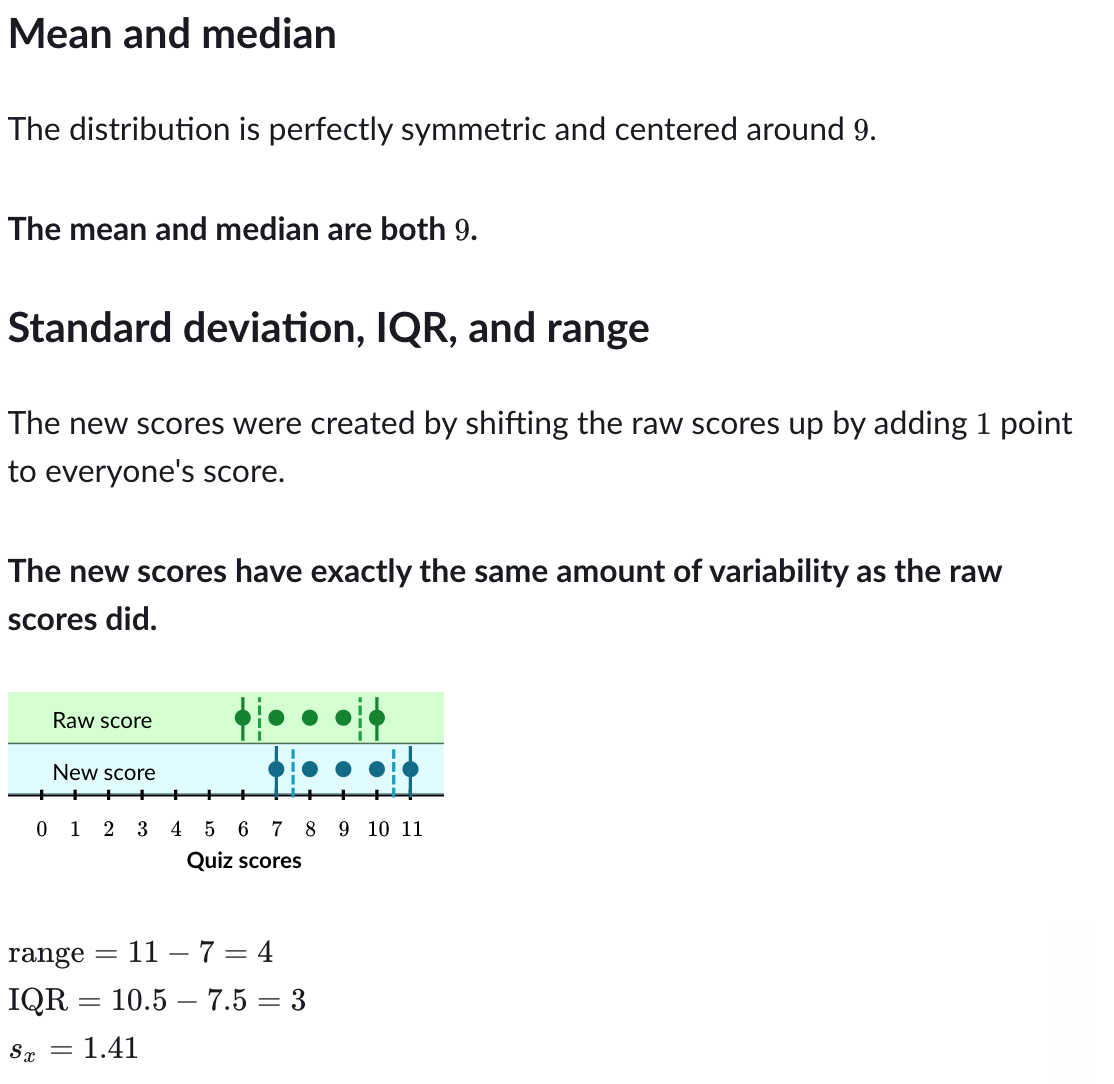 Mean and median
The distribution is perfectly symmetric and centered around 9.
The mean and median are both 9.
Standard deviation, IQR, and range
The new scores were created by shifting the raw scores up by adding 1 point
to everyone's score.
The new scores have exactly the same amount of variability as the raw
scores did.
Raw score
New score
0 1 2 3 4 5 6 7 8 9 10 11
Quiz scores
range = 11 − 7 = 4
IQR = 10.5 − 7.5 = 3
sₓ = 1.41